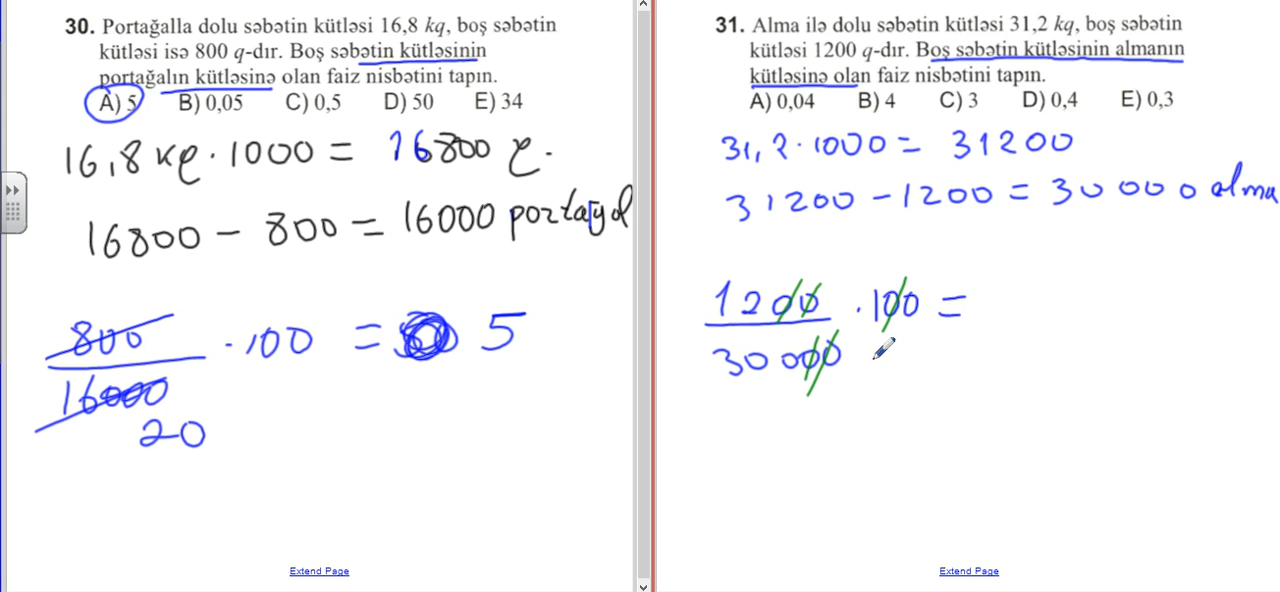 30. Portağalla dolu səbətin kütləsi 16,8 kq, boş səbətin
kütləsi isə 800 q-dır. Boş səbətin kütləsinin
portağalın kütləsinə olan faiz nisbətini tapın.
A) 5 B) 0,05 C) 0,5 D) 50 E) 34
16,8 kq · 1000 = 16800 q.
16800 - 800 = 16000 portağal
800
· 100 = 5
16000
20
Extend Page
31. Alma ilə dolu səbətin kütləsi 31,2 kq, boş səbətin
kütləsi 1200 q-dır. Boş səbətin kütləsinin almanın
kütləsinə olan faiz nisbətini tapın.
A) 0,04 B) 4 C) 3 D) 0,4 E) 0,3
31,2 · 1000 = 31200
31200 - 1200 = 30000 alma
1200
· 100 =
30000
Extend Page